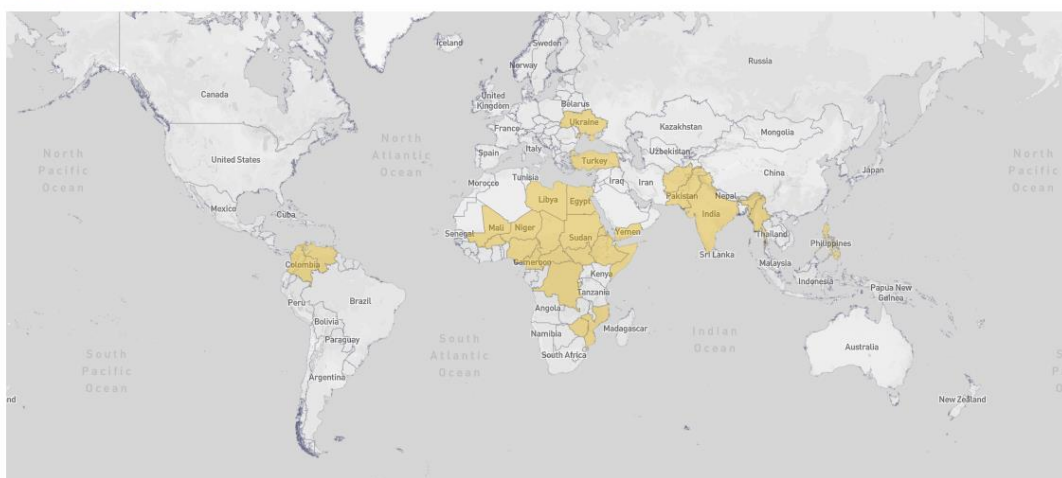 Iceland
Sweden
Norway
Russia
Canada
United Kingdom
Belarus
Ukraine
France
Kazakhstan
Mongolia
North Pacific Ocean
North Atlantic Ocean
United States
Spain
Italy
Turkey
Uzbekistan
China
Japan
North Pacific Ocean
Morocco
Tunisia
Iraq
Iran
Mexico
Cuba
Libya
Egypt
Pakistan
Nepal
India
Senegal
Mali
Niger
Sudan
Yemen
Thailand
Philippines
Sri Lanka
Colombia
Cameroon
Kenya
Malaysia
Indonesia
Papua New Guinea
Peru
Brazil
Tanzania
Angola
Bolivia
Namibia
Madagascar
Indian Ocean
South Pacific Ocean
Paraguay
South Atlantic Ocean
South Africa
Australia
Argentina
New Zealand
nd
S
Pa
Oc